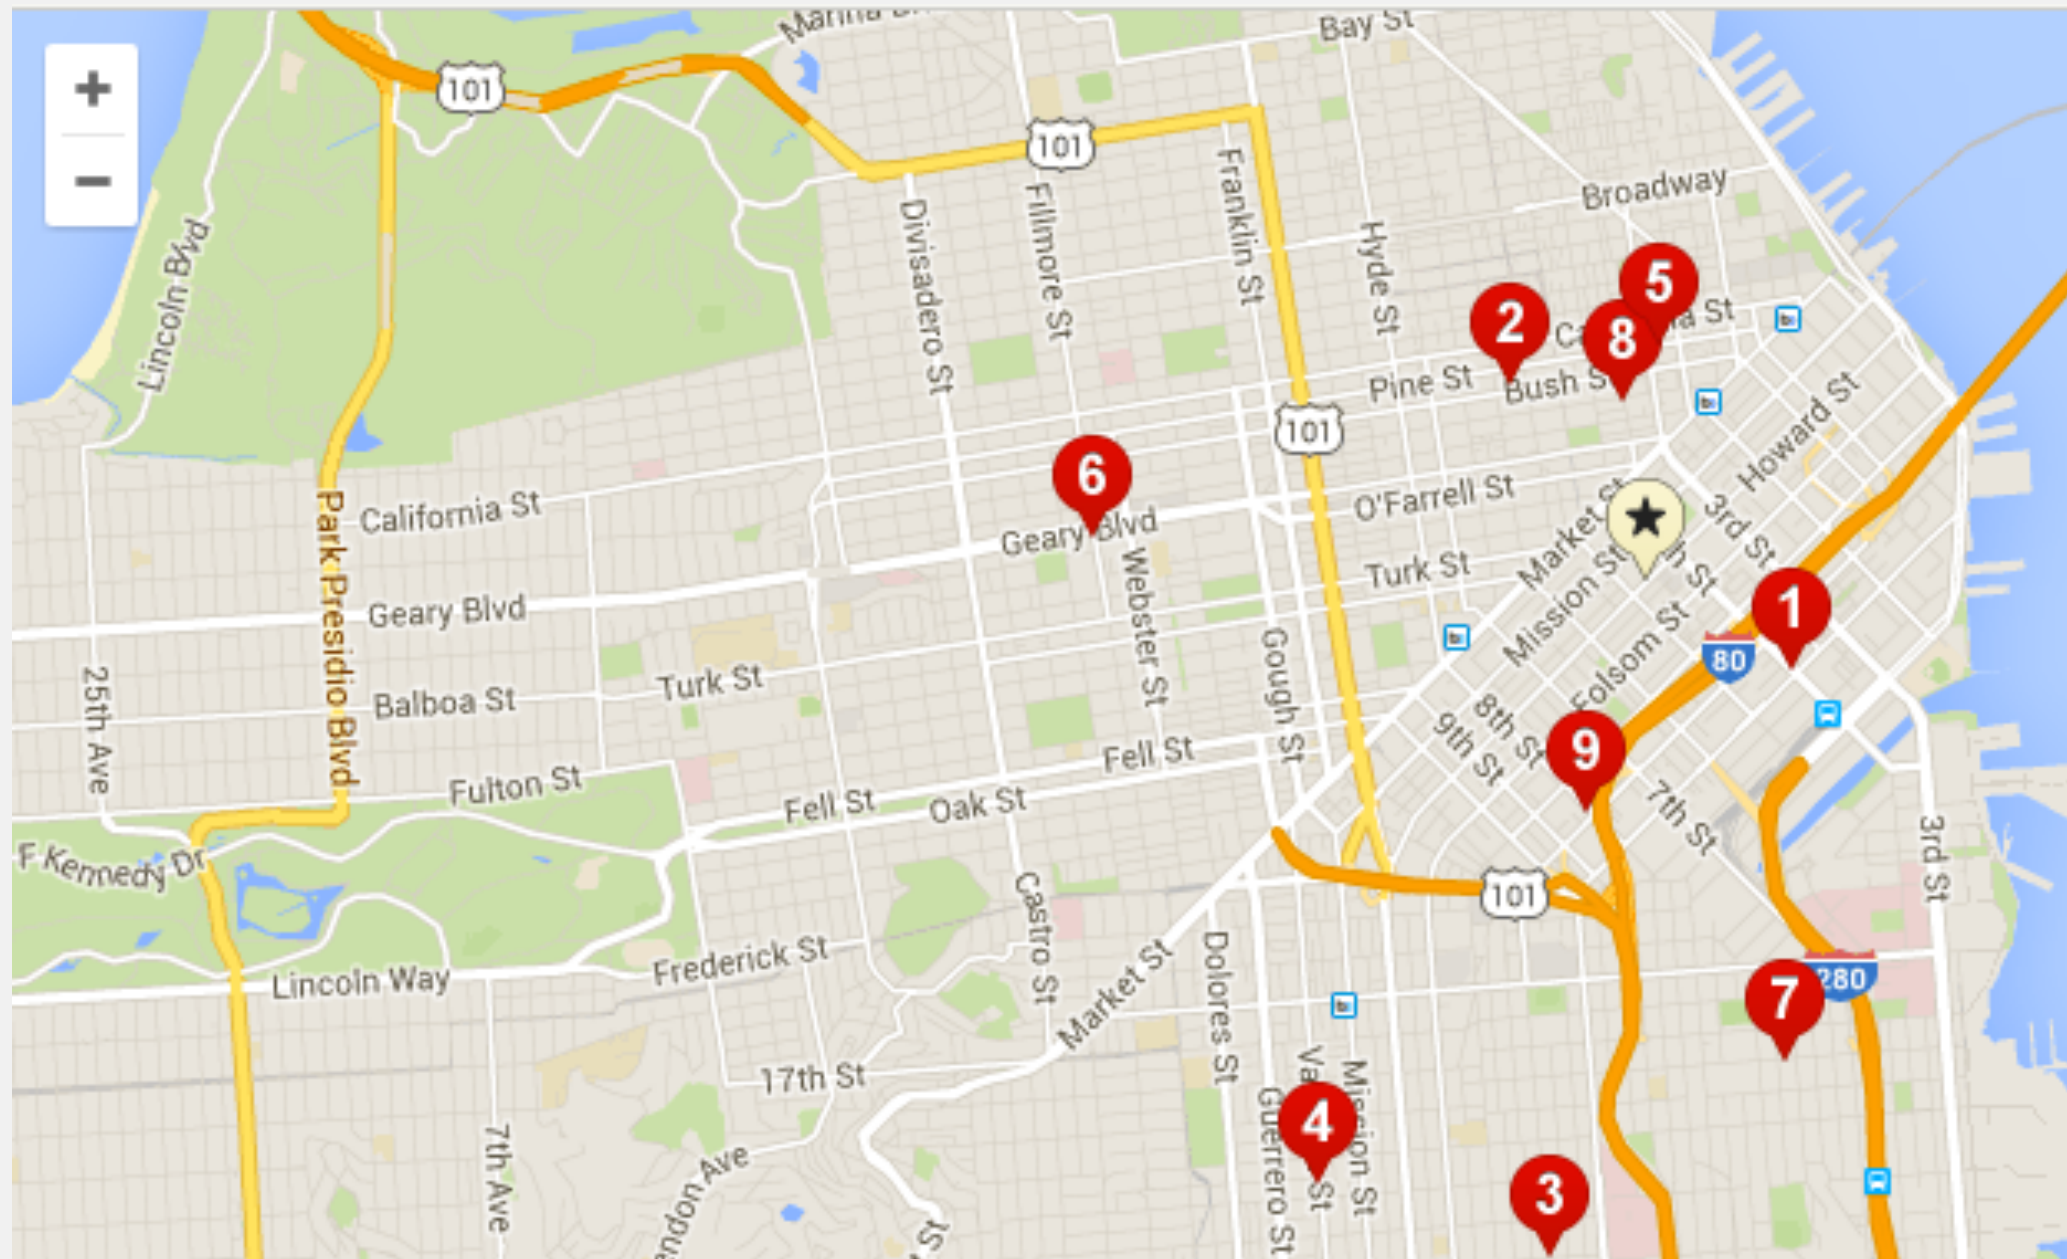 +
−
Bay St
101
101
Broadway
Lincoln Blvd
Divisadero St
Fillmore St
Franklin St
Hyde St
5
2
8
Pine St
Bush
101
Howard St
6
California St
Geary Blvd
O'Farrell St
Market St
3rd St
Park Presidio Blvd
Webster St
Turk St
Mission St
1
Geary Blvd
Gough St
Folsom St
80
25th Ave
Balboa St
Turk St
8th St
9th St
9
Fell St
Fulton St
Fell St
Oak St
7th St
3rd St
F Kennedy Dr
101
Castro St
Frederick St
Lincoln Way
Market St
Dolores St
7
280
17th St
Mission St
Guerrero St
4
St
7th Ave
3
St